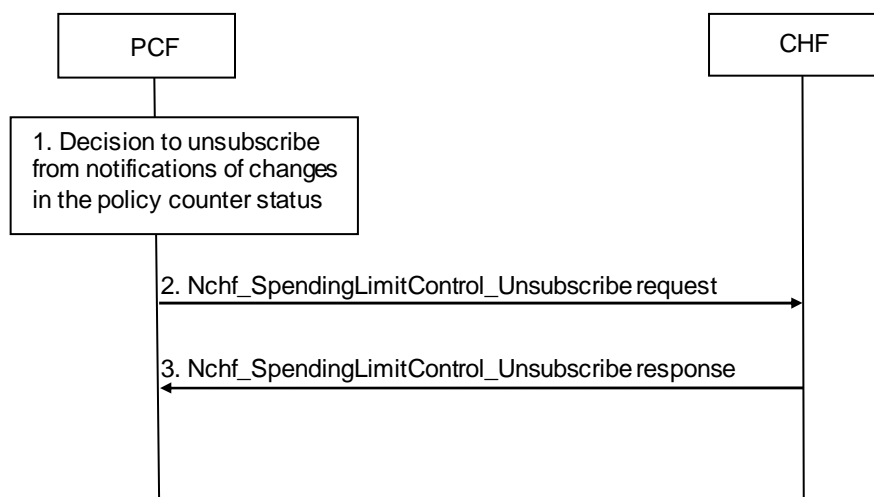 PCF
CHF
1. Decision to unsubscribe
from notifications of changes
in the policy counter status
2. Nchf_SpendingLimitControl_Unsubscribe request
3. Nchf_SpendingLimitControl_Unsubscribe response